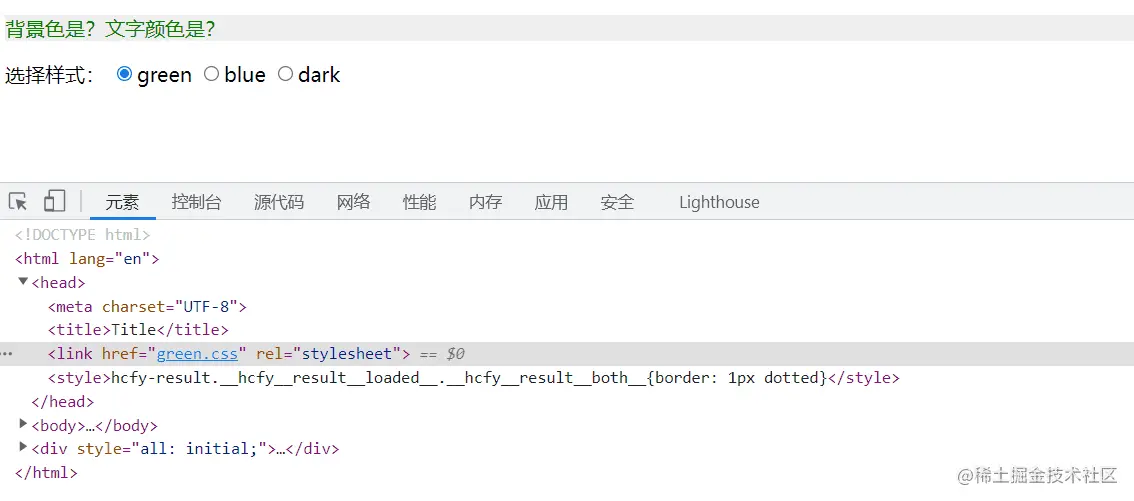 背景色是？文字颜色是？
选择样式： green blue dark
元素 控制台 源代码 网络 性能 内存 应用 安全 Lighthouse
<!DOCTYPE html>
<html lang="en">
<head>
<meta charset="UTF-8">
<title>Title</title>
<link href="green.css" rel="stylesheet"> == $0
<style>hcfy-result.__hcfy__result__loaded__.__hcfy__result__both__{border: 1px dotted}</style>
</head>
<body>…</body>
<div style="all: initial;">…</div>
</html>
@稀土掘金技术社区